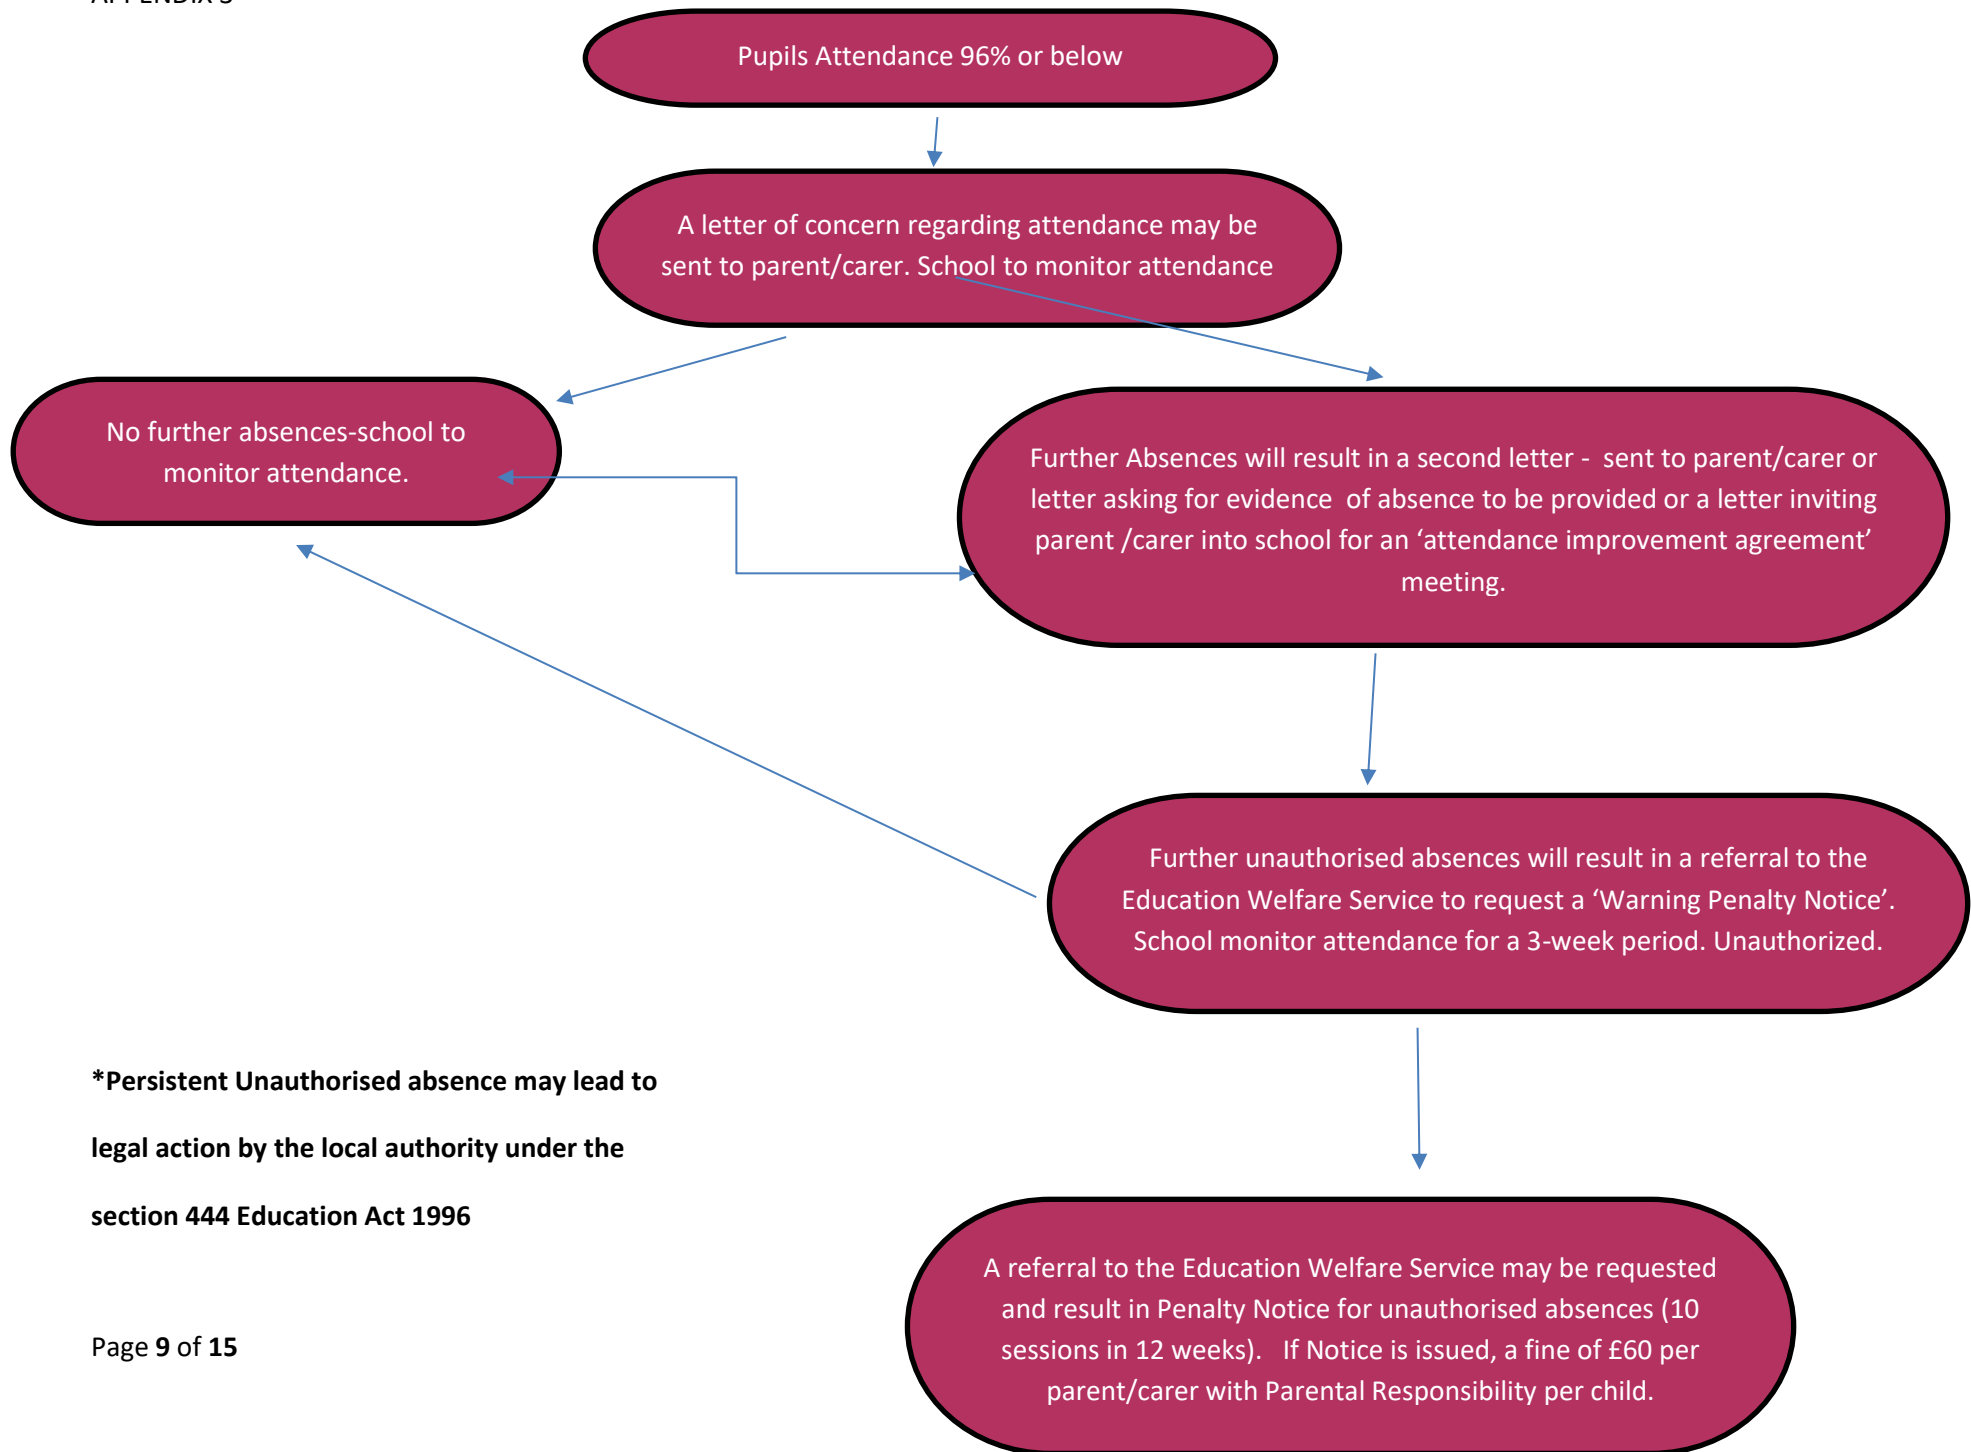 Pupils Attendance 96% or below
A letter of concern regarding attendance may be
sent to parent/carer. School to monitor attendance
No further absences-school to
monitor attendance.
Further Absences will result in a second letter -  sent to parent/carer or
letter asking for evidence  of absence to be provided or a letter inviting
parent /carer into school for an ‘attendance improvement agreement’
meeting.
Further unauthorised absences will result in a referral to the
Education Welfare Service to request a ‘Warning Penalty Notice’.
School monitor attendance for a 3-week period. Unauthorized.
*Persistent Unauthorised absence may lead to
legal action by the local authority under the
section 444 Education Act 1996
A referral to the Education Welfare Service may be requested
and result in Penalty Notice for unauthorised absences (10
sessions in 12 weeks).   If Notice is issued, a fine of £60 per
parent/carer with Parental Responsibility per child.
Page 9 of 15